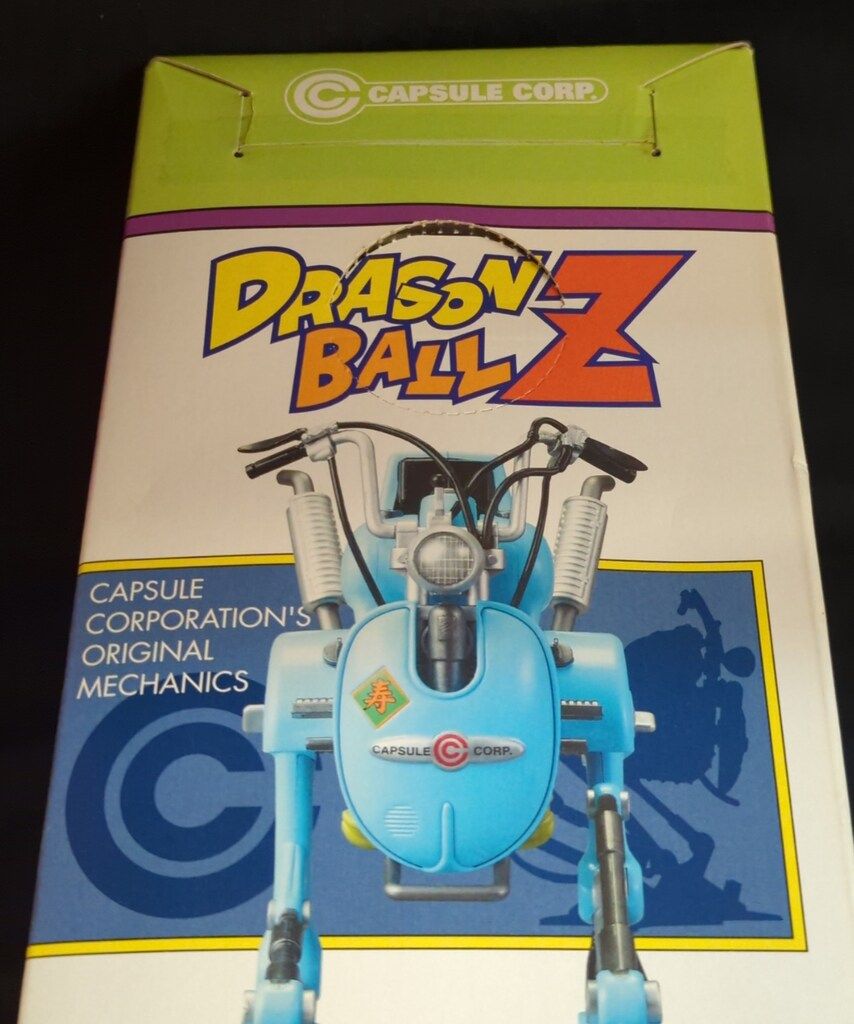 CAPSULE CORP.
DRAGON
BALL Z
CAPSULE
CORPORATION'S
ORIGINAL
MECHANICS
寿
CAPSULE C CORP.